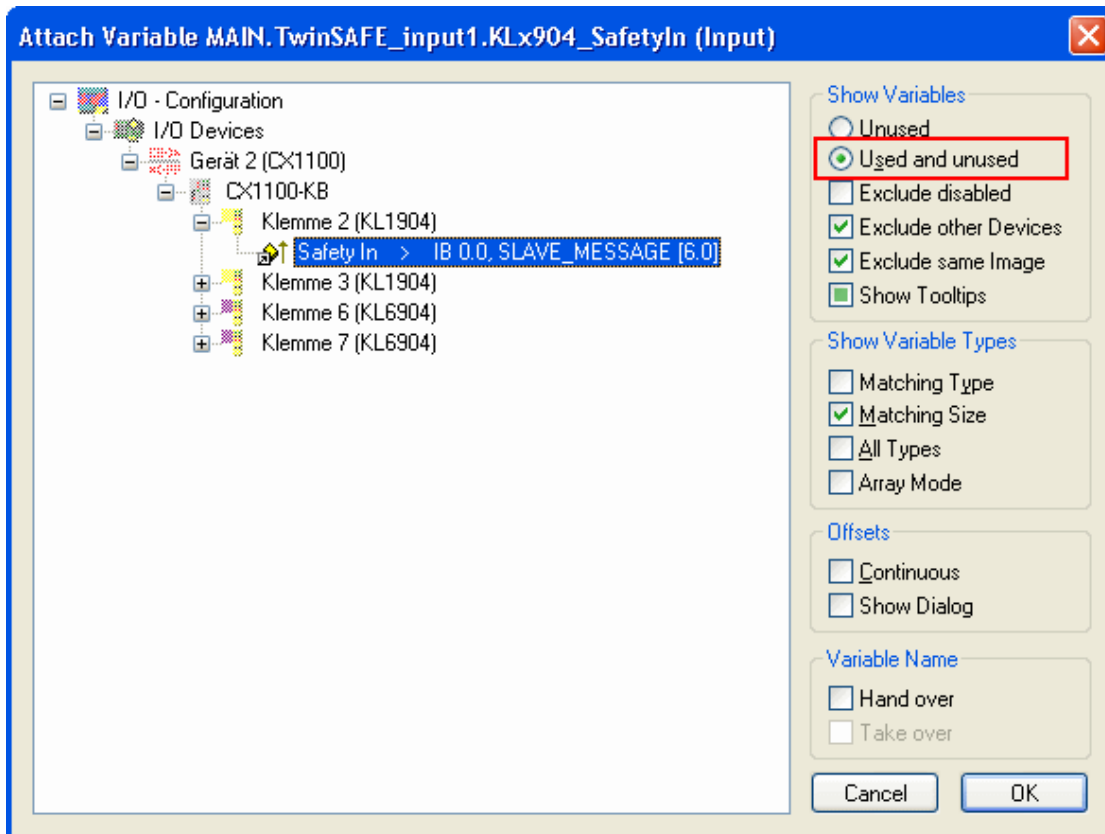 Attach Variable MAIN.TwinSAFE_input1.KLx904_SafetyIn (Input)
I/O - Configuration
I/O Devices
Gerät 2 (CX1100)
CX1100-KB
Klemme 2 (KL1904)
Safety In > IB 0.0, SLAVE_MESSAGE [6.0]
Klemme 3 (KL1904)
Klemme 6 (KL6904)
Klemme 7 (KL6904)
Show Variables
Unused
Used and unused
Exclude disabled
Exclude other Devices
Exclude same Image
Show Tooltips
Show Variable Types
Matching Type
Matching Size
All Types
Array Mode
Offsets
Continuous
Show Dialog
Variable Name
Hand over
Take over
Cancel
OK